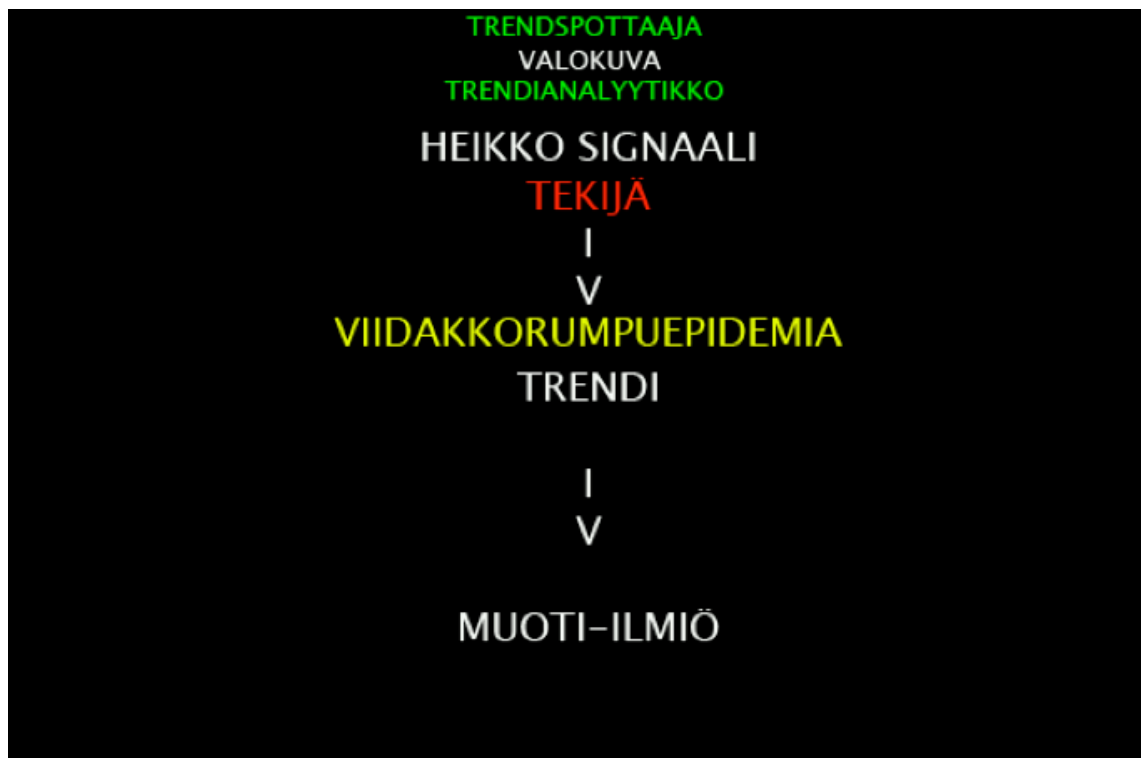 TRENDSPOTTAAJA
VALOKUVA
TRENDIANALYYTIKKO
HEIKKO SIGNAALI
TEKIJÄ
I
V
VIIDAKKORUMPUEPIDEMIA
TRENDI
I
V
MUOTI-ILMIÖ